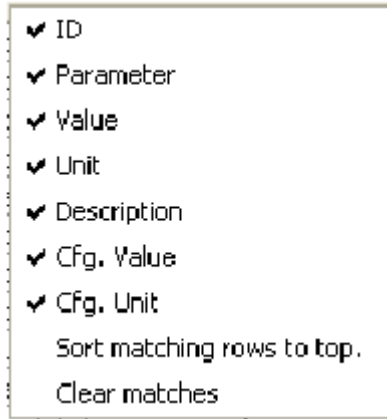 ID
Parameter
Value
Unit
Description
Cfg. Value
Cfg. Unit
Sort matching rows to top.
Clear matches